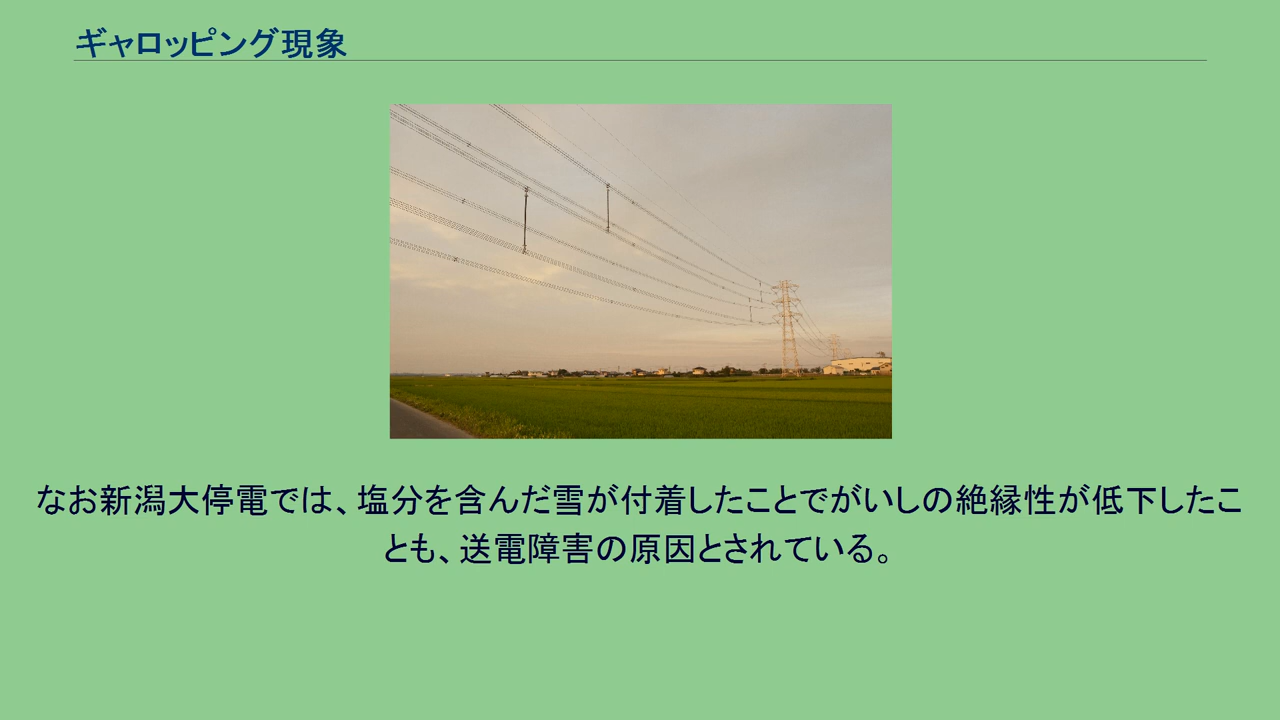 ギャロッピング現象
なお新潟大停電では、塩分を含んだ雪が付着したことでがいしの絶縁性が低下したこ
とも、送電障害の原因とされている。